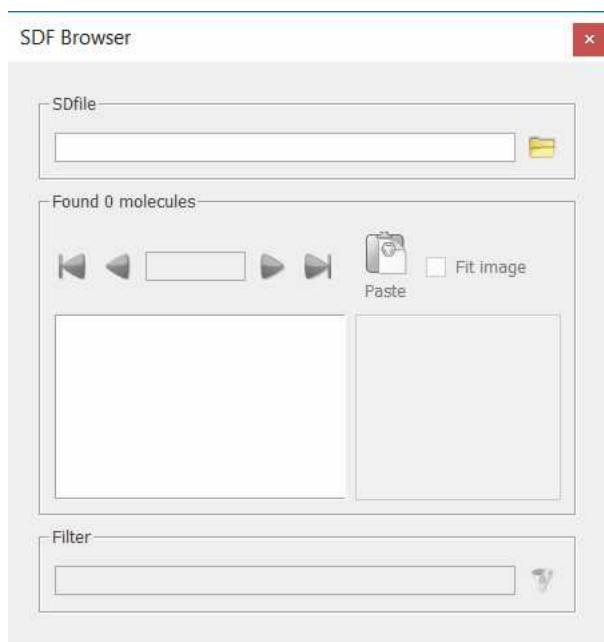 SDF Browser
SDfile
Found 0 molecules
Fit image
Paste
Filter